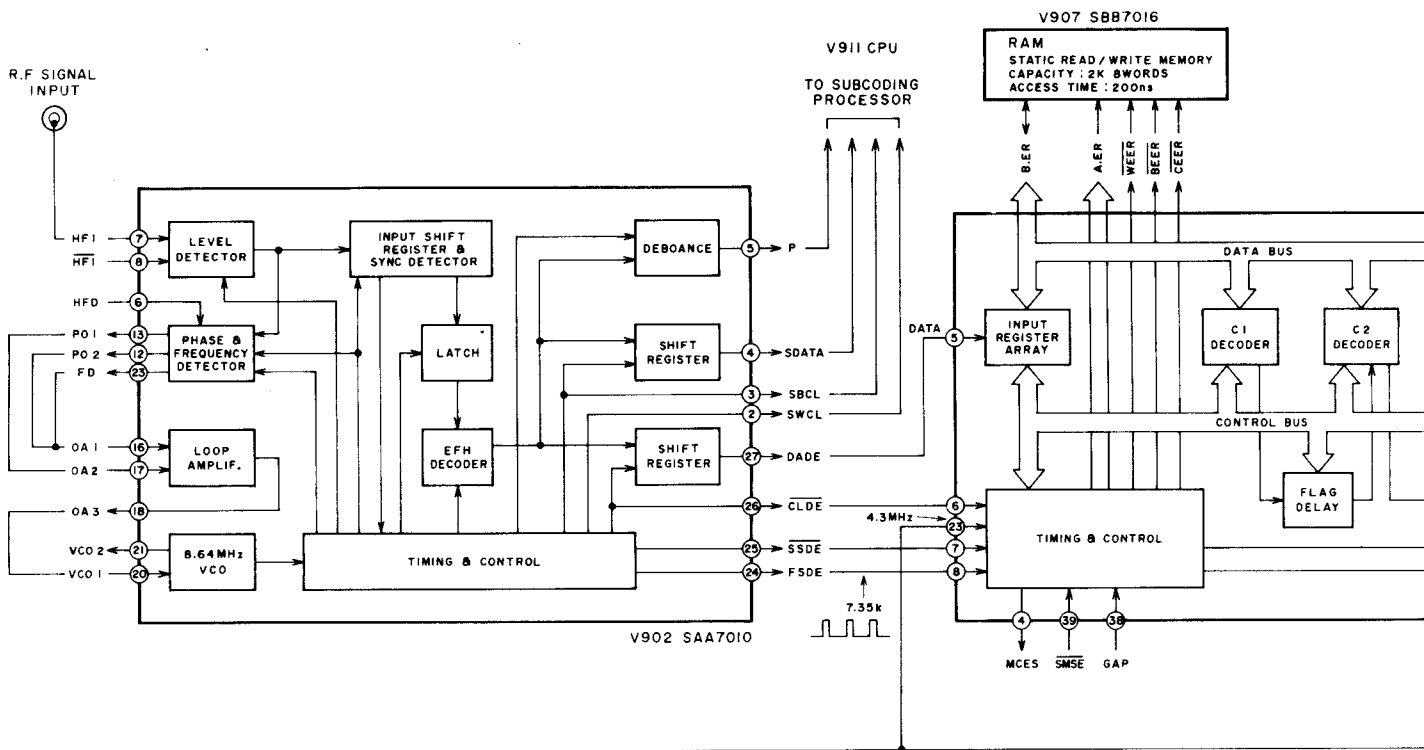 V907 SBB7016
RAM
STATIC READ/WRITE MEMORY
CAPACITY : 2K 8WORDS
ACCESS TIME : 200ns
V911 CPU
TO SUBCODING
PROCESSOR
R.F SIGNAL
INPUT
B.ER
A.ER
WEER
BEER
CEER
HF1
7
LEVEL
DETECTOR
HF1
8
INPUT SHIFT
REGISTER &
SYNC DETECTOR
DEBOANCE
5
P
HFD
6
PO1
13
PO2
12
FD
23
PHASE &
FREQUENCY
DETECTOR
LATCH
SHIFT
REGISTER
4
SDATA
3
SBCL
2
SWCL
OA1
16
OA2
17
LOOP
AMPLIF.
EFH
DECODER
SHIFT
REGISTER
27
DADE
OA3
18
26
CLDE
VCO2
21
VCO1
20
8.64MHz
VCO
TIMING & CONTROL
25
SSDE
24
FSDE
V902 SAA7010
7.35k
DATA BUS
DATA
5
INPUT
REGISTER
ARRAY
C1
DECODER
C2
DECODER
CONTROL BUS
FLAG
DELAY
6
4.3MHz
23
7
8
TIMING & CONTROL
4
39
38
MCES
SMSE
GAP